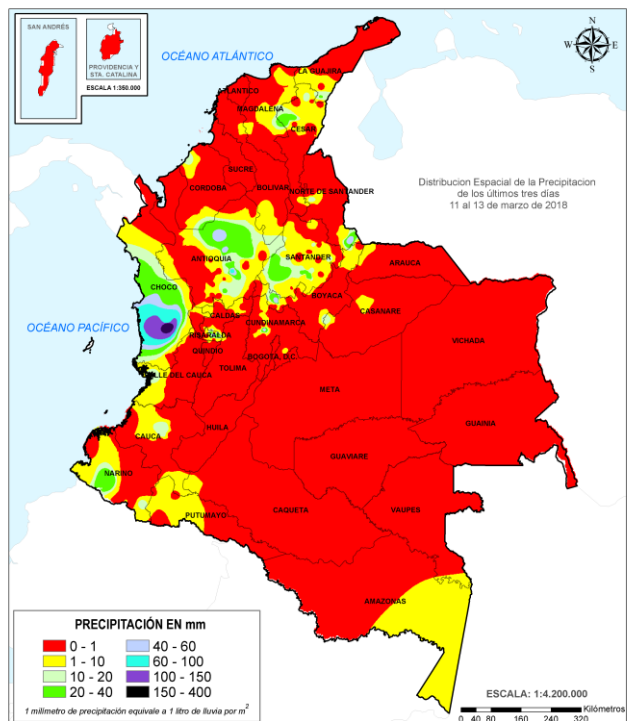 SAN ANDRÉS
PROVIDENCIA Y
STA. CATALINA
ESCALA 1:350.000
OCÉANO ATLÁNTICO
N
W
E
S
LA GUAJIRA
ATLANTICO
MAGDALENA
CESAR
SUCRE
CORDOBA
BOLIVAR
NORTE DE SANTANDER
Distribucion Espacial de la Precipitacion
de los últimos tres días
11 al 13 de marzo de 2018
ANTIOQUIA
SANTANDER
ARAUCA
CHOCO
BOYACA
CASANARE
OCÉANO PACÍFICO
CALDAS
CUNDINAMARCA
RISARALDA
VICHADA
QUINDIO
BOGOTA, D.C.
TOLIMA
VALLE DEL CAUCA
META
GUAINIA
HUILA
CAUCA
GUAVIARE
NARIÑO
CAQUETA
VAUPES
PUTUMAYO
AMAZONAS
PRECIPITACIÓN EN mm
0 - 1
40 - 60
1 - 10
60 - 100
10 - 20
100 - 150
20 - 40
150 - 400
1 milímetro de precipitación equivale a 1 litro de lluvia por m²
ESCALA: 1:4.200.000
Kilómetros
0 40 80 160 240 320